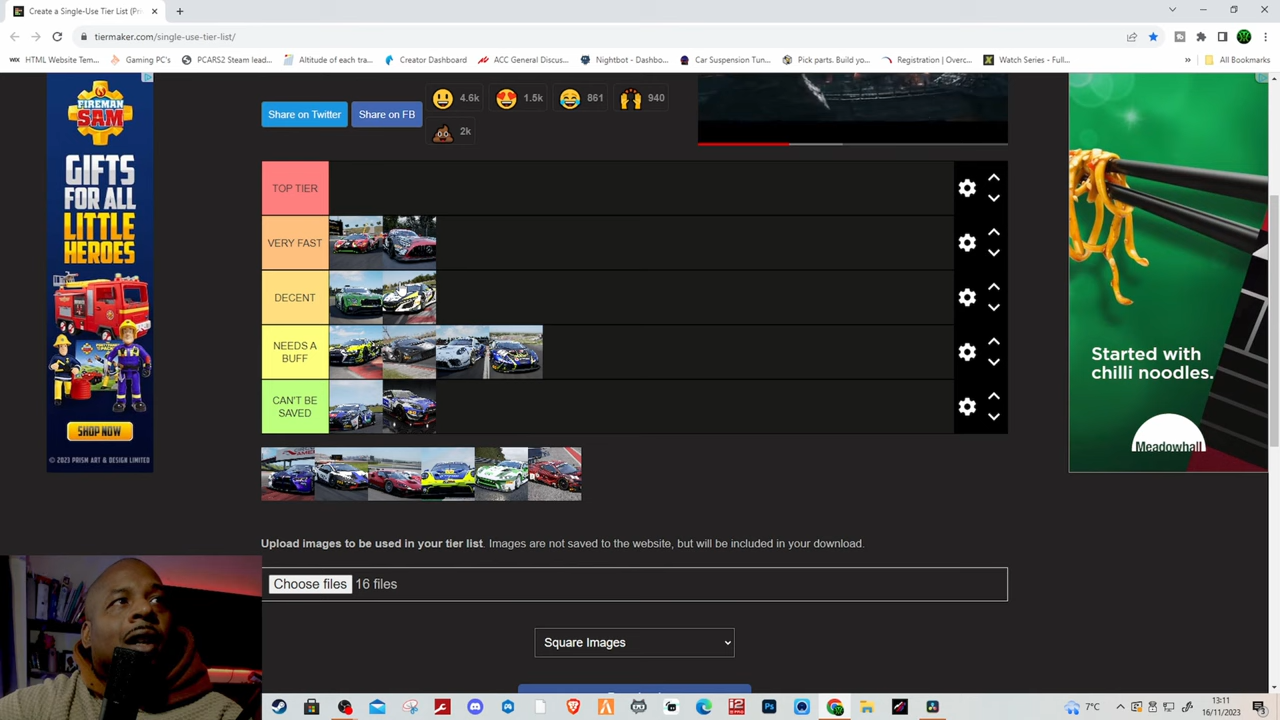 Create a Single-Use Tier List (Pr
tiermaker.com/single-use-tier-list/
WIX HTML Website Tem...
Gaming PC's
PCARS2 Steam lead...
Altitude of each tra...
Creator Dashboard
ACC General Discus...
Nightbot - Dashbo...
Car Suspension Tun...
Pick parts. Build yo...
Registration | Overc...
Watch Series - Full...
»
All Bookmarks
FIREMAN
SAM
GIFTS
FOR ALL
LITTLE
HEROES
SHOP NOW
© 2023 PRISM ART & DESIGN LIMITED
Share on Twitter
Share on FB
4.6k
1.5k
861
940
2k
TOP TIER
VERY FAST
DECENT
NEEDS A
BUFF
CAN'T BE
SAVED
Upload images to be used in your tier list. Images are not saved to the website, but will be included in your download.
Choose files 16 files
Square Images
Started with
chilli noodles.
Meadowhall
7°C
13:11
16/11/2023